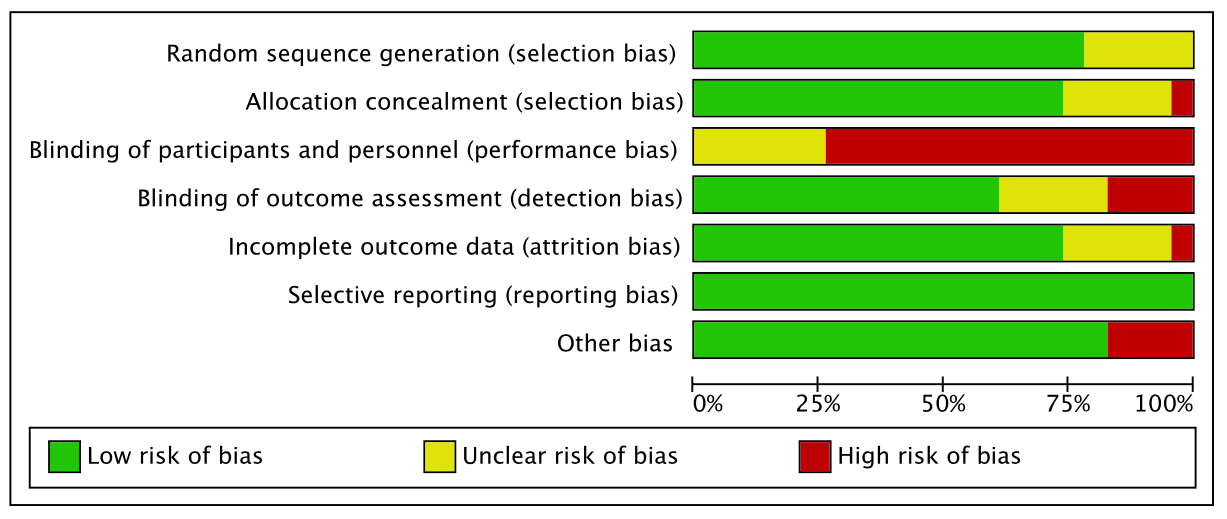 Random sequence generation (selection bias)
Allocation concealment (selection bias)
Blinding of participants and personnel (performance bias)
Blinding of outcome assessment (detection bias)
Incomplete outcome data (attrition bias)
Selective reporting (reporting bias)
Other bias
0% 25% 50% 75% 100%
Low risk of bias Unclear risk of bias High risk of bias